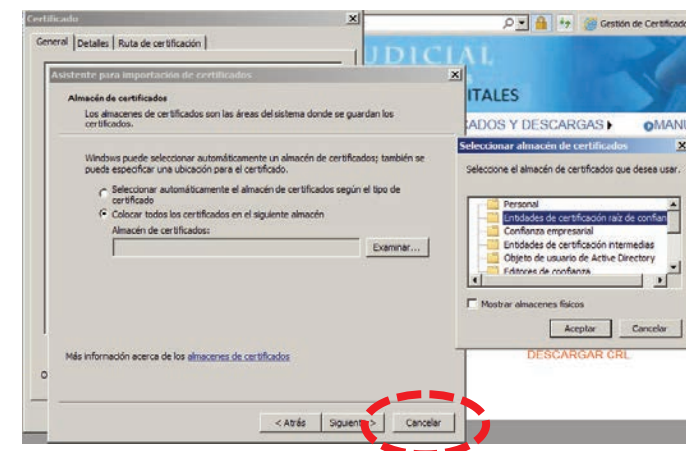 Certificado
Gestión de Certificado
General Detalles Ruta de certificación
JUDICIAL
Asistente para importación de certificados
ITALES
Almacén de certificados
Los almacenes de certificados son las áreas del sistema donde se guardan los
certificados.
ADOS Y DESCARGAS
MANU
Windows puede seleccionar automáticamente un almacén de certificados; también se
puede especificar una ubicación para el certificado.
Seleccionar automáticamente el almacén de certificados según el tipo de
certificado
Colocar todos los certificados en el siguiente almacén
Almacén de certificados:
Examinar...
Más información acerca de los almacenes de certificados
< Atrás
Siguiente >
Cancelar
Seleccionar almacén de certificados
Seleccione el almacén de certificados que desea usar.
Personal
Entidades de certificación raíz de confian
Confianza empresarial
Entidades de certificación intermedias
Objeto de usuario de Active Directory
Editores de confianza
Mostrar almacenes físicos
Aceptar
Cancelar
DESCARGAR CRL